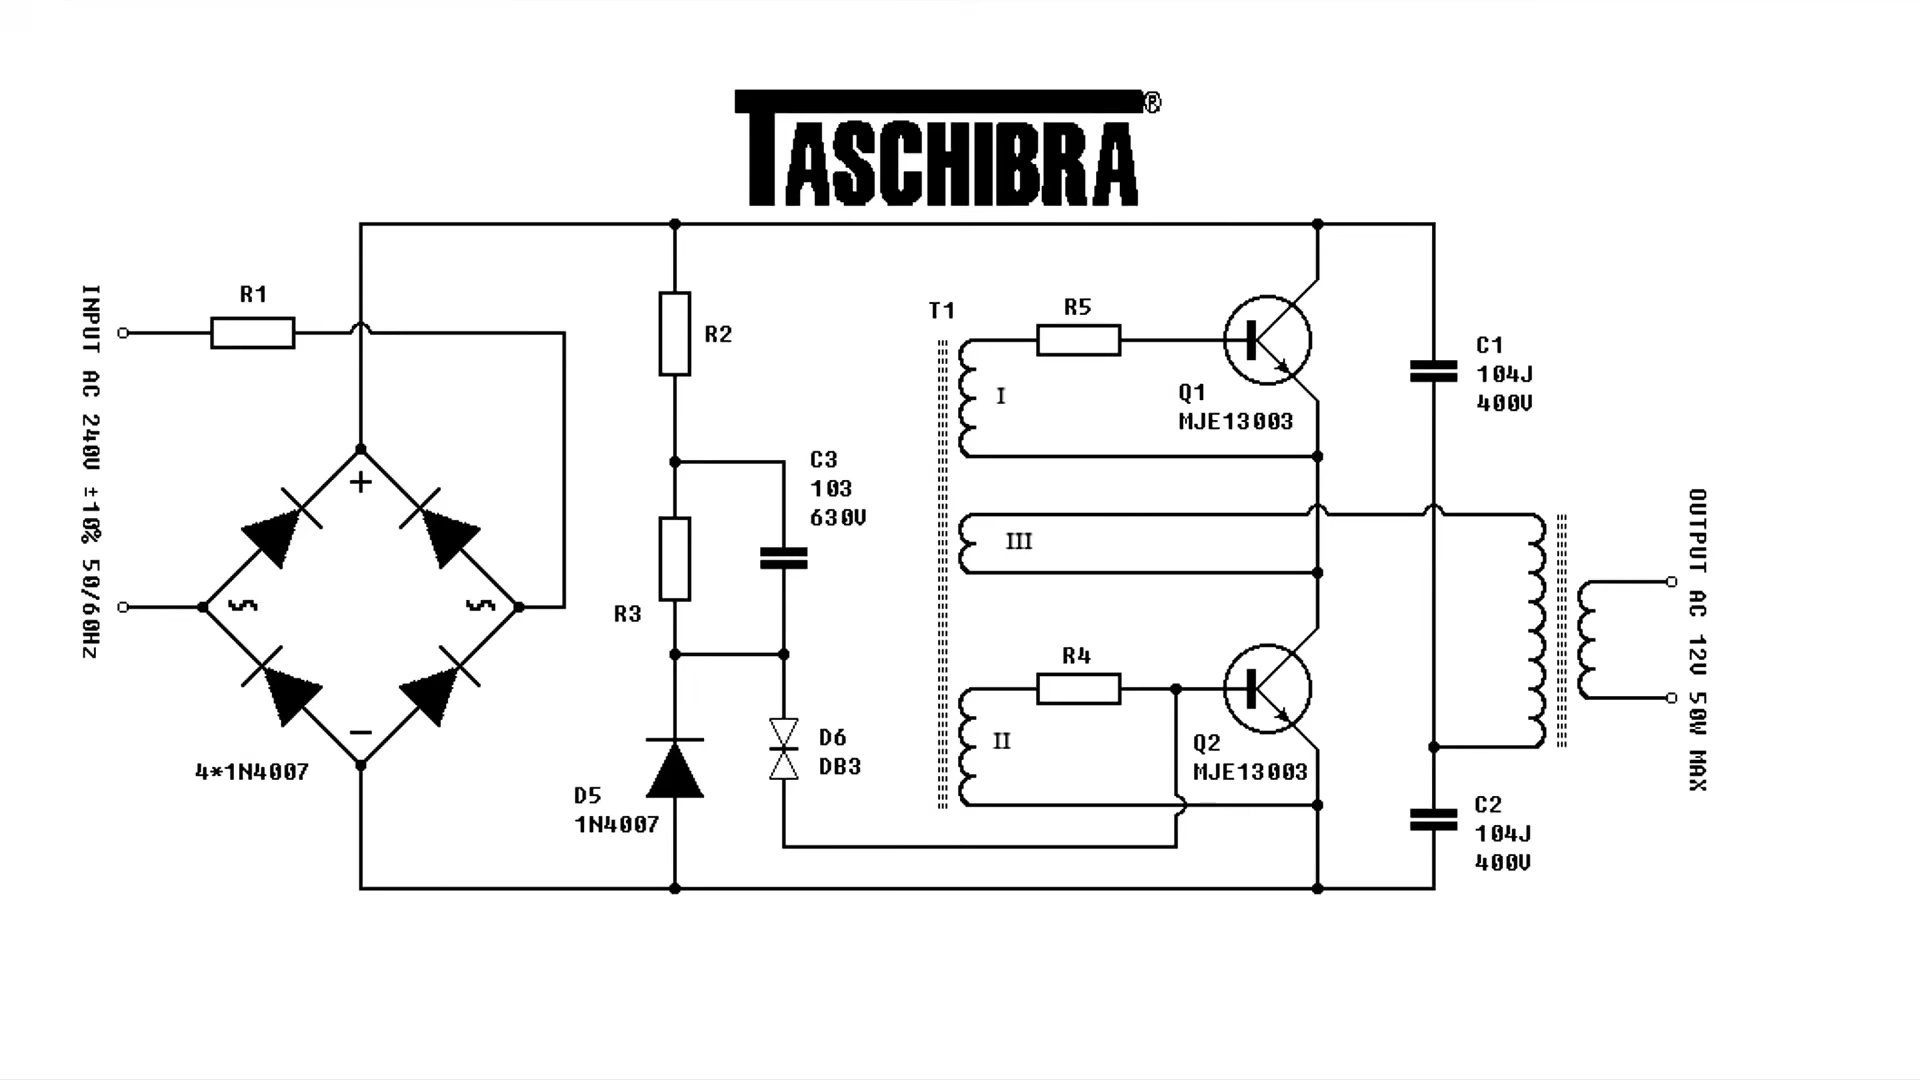 TASCHIBRA®
INPUT AC 240V ±10% 50/60Hz
R1
+
~
~
−
4*1N4007
R2
R3
C3
103
630V
D5
1N4007
D6
DB3
T1
I
III
II
R5
R4
Q1
MJE13003
Q2
MJE13003
C1
104J
400V
C2
104J
400V
OUTPUT AC 12V 50W MAX